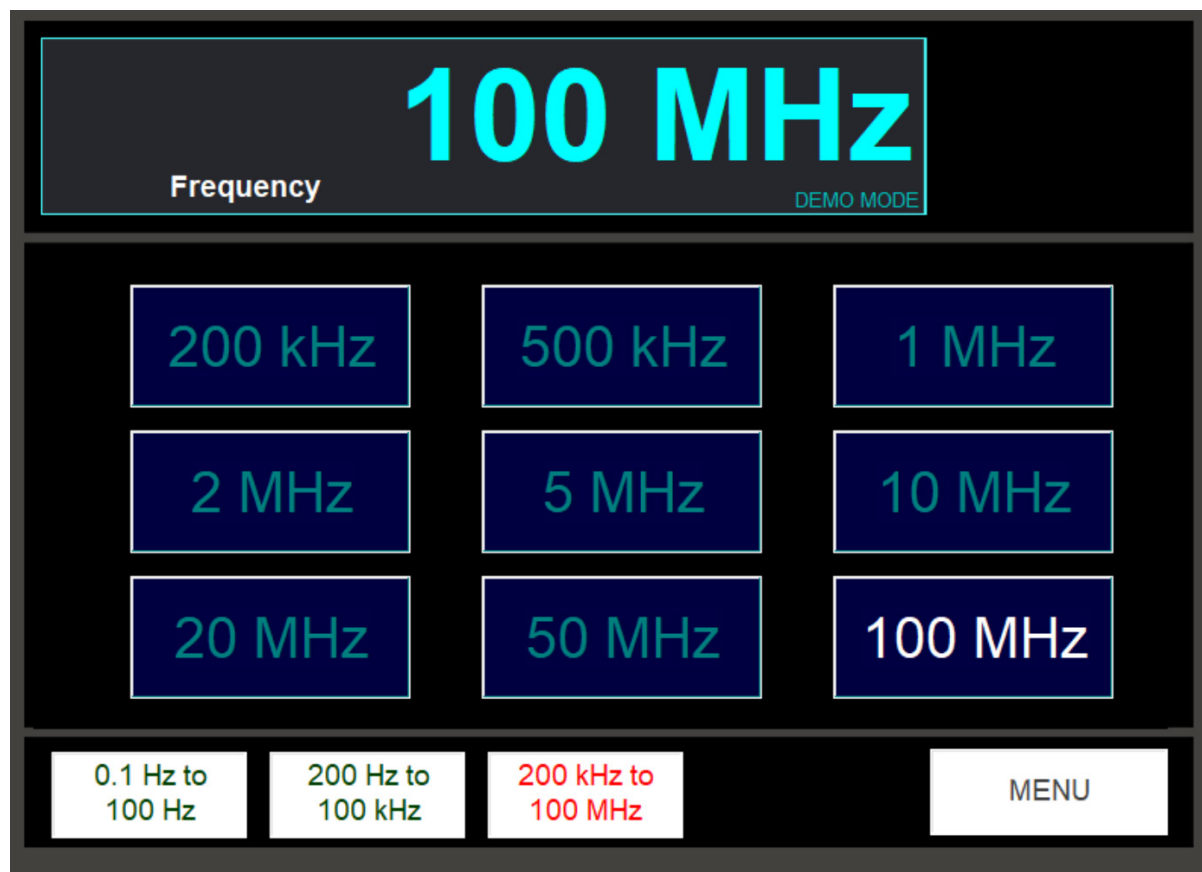 100 MHz
Frequency
DEMO MODE
200 kHz
500 kHz
1 MHz
2 MHz
5 MHz
10 MHz
20 MHz
50 MHz
100 MHz
0.1 Hz to
100 Hz
200 Hz to
100 kHz
200 kHz to
100 MHz
MENU